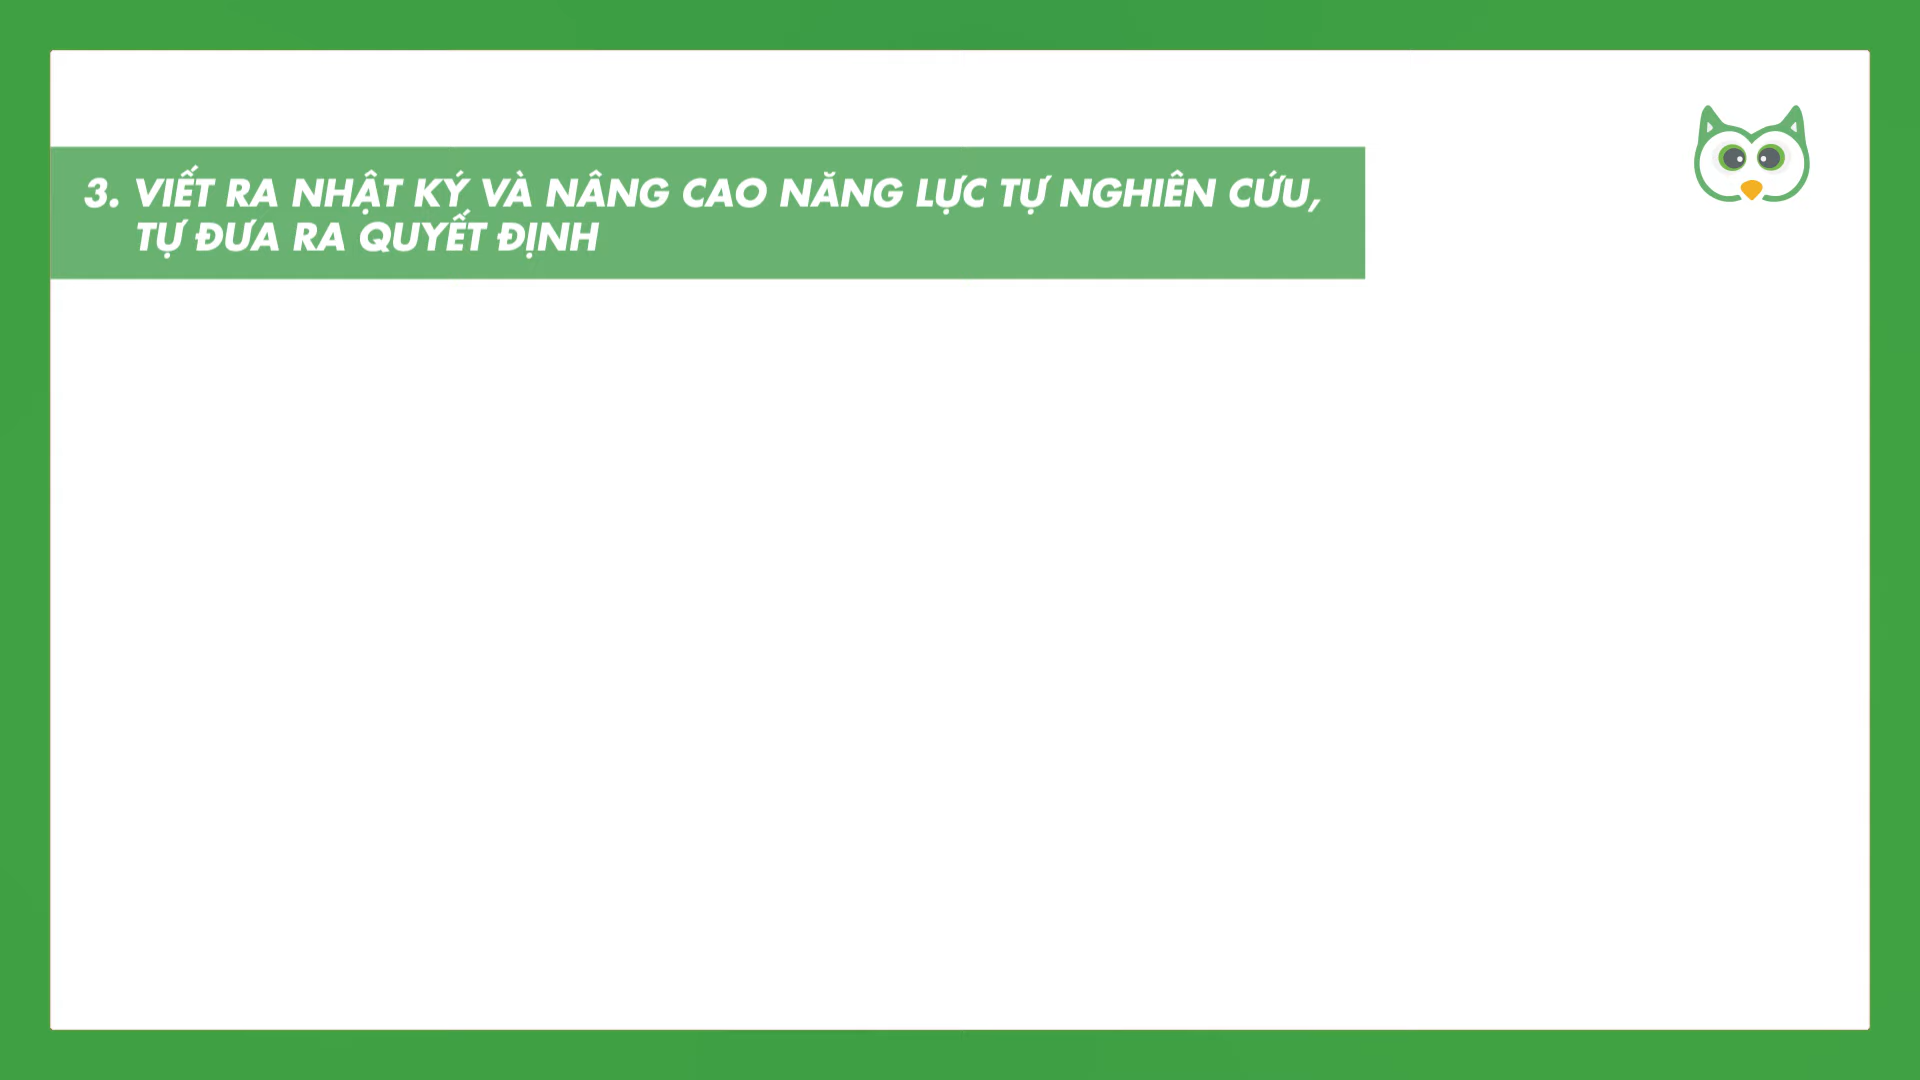 3. VIẾT RA NHẬT KÝ VÀ NÂNG CAO NĂNG LỰC TỰ NGHIÊN CỨU,
TỰ ĐƯA RA QUYẾT ĐỊNH